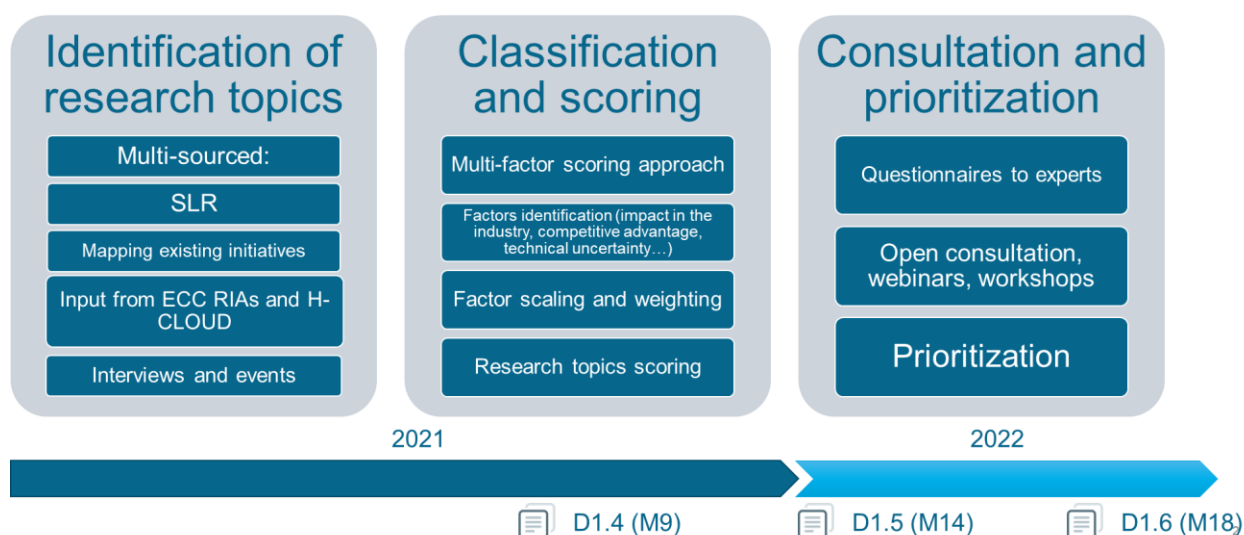 Identification of
research topics
Multi-sourced:
SLR
Mapping existing initiatives
Input from ECC RIAs and H-
CLOUD
Interviews and events
Classification
and scoring
Multi-factor scoring approach
Factors identification (impact in the
industry, competitive advantage,
technical uncertainty…)
Factor scaling and weighting
Research topics scoring
Consultation and
prioritization
Questionnaires to experts
Open consultation,
webinars, workshops
Prioritization
2021
2022
D1.4 (M9)
D1.5 (M14)
D1.6 (M18)